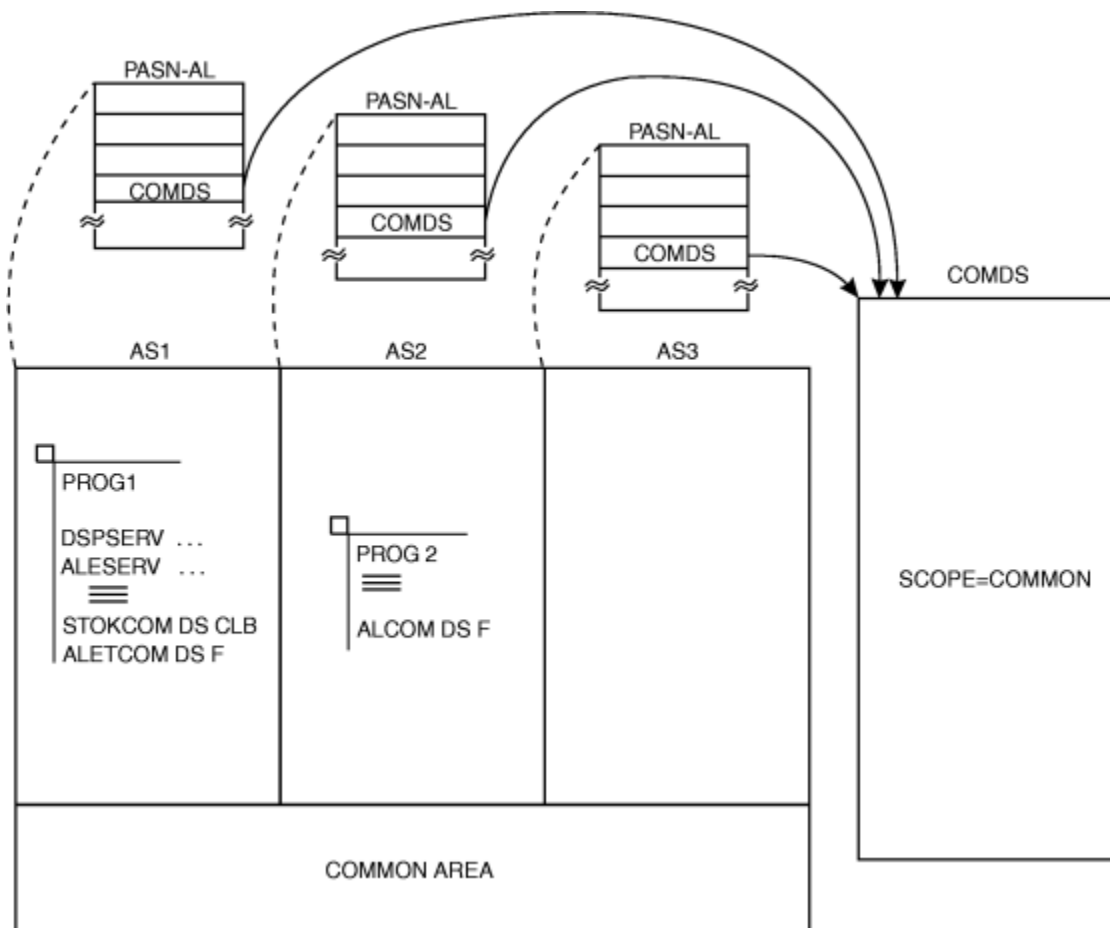 PASN-AL
COMDS
PASN-AL
COMDS
PASN-AL
COMDS
COMDS
SCOPE=COMMON
AS1
AS2
AS3
PROG1
DSPSERV ...
ALESERV ...
STOKCOM DS CLB
ALETCOM DS F
PROG 2
ALCOM DS F
COMMON AREA